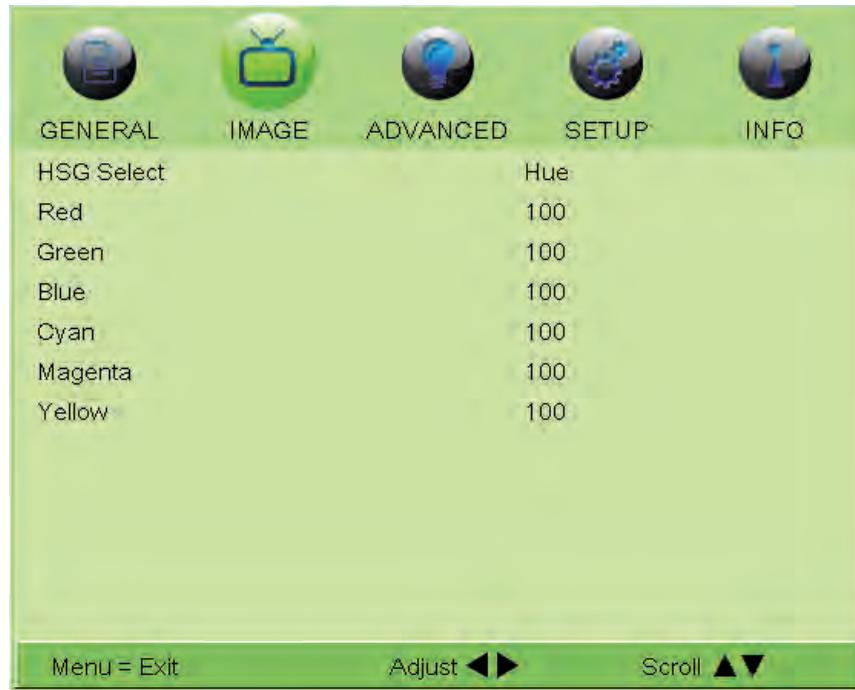 GENERAL IMAGE ADVANCED SETUP INFO
HSG Select Hue
Red 100
Green 100
Blue 100
Cyan 100
Magenta 100
Yellow 100
Menu = Exit Adjust ◀▶ Scroll ▲▼